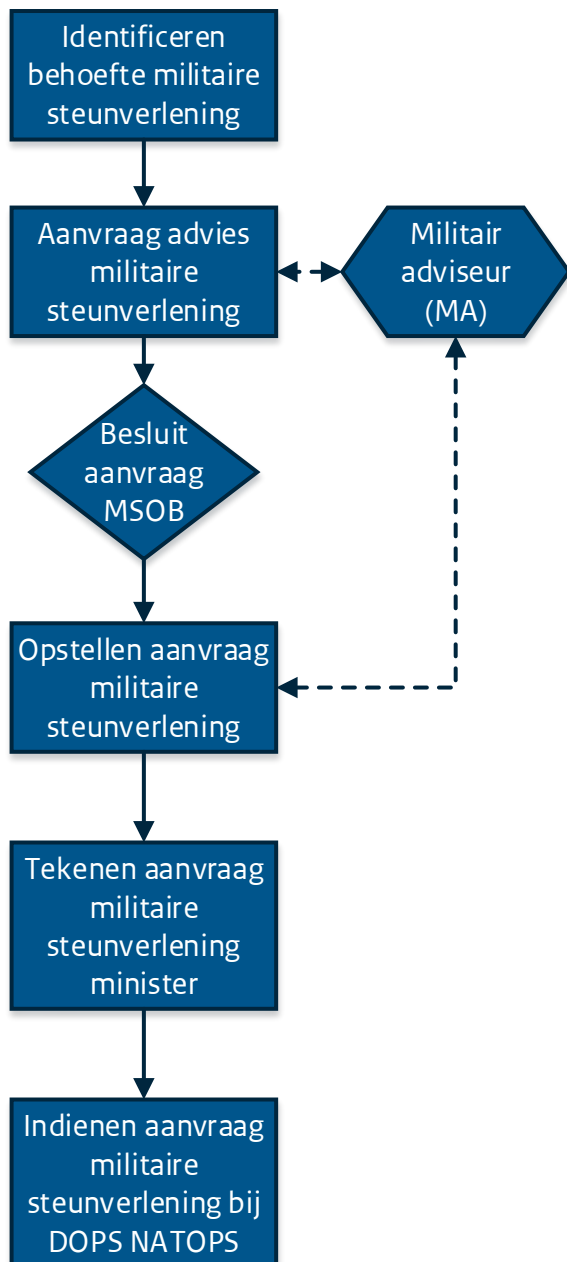 Identificeren
behoefte militaire
steunverlening
Aanvraag advies
militaire
steunverlening
Militair
adviseur
(MA)
Besluit
aanvraag
MSOB
Opstellen aanvraag
militaire
steunverlening
Tekenen aanvraag
militaire
steunverlening
minister
Indienen aanvraag
militaire
steunverlening bij
DOPS NATOPS